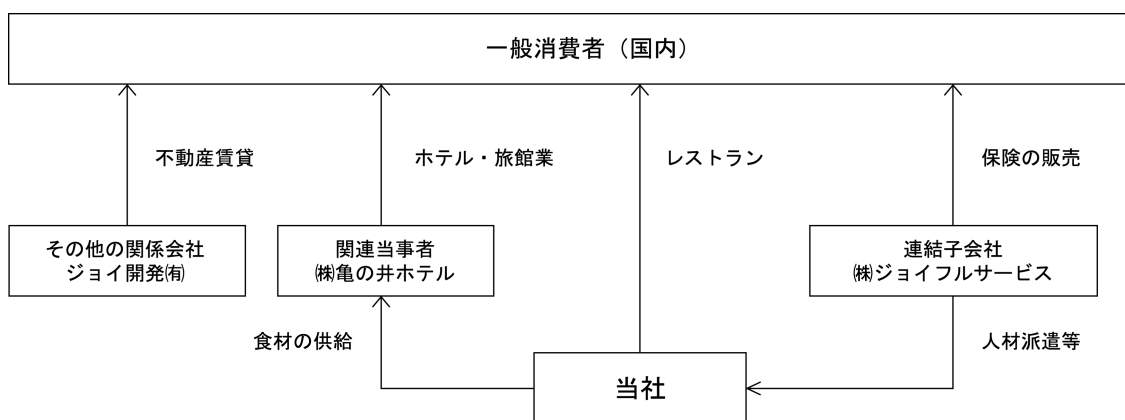 一般消費者（国内）
不動産賃貸
ホテル・旅館業
レストラン
保険の販売
その他の関係会社
ジョイ開発㈲
関連当事者
㈱亀の井ホテル
連結子会社
㈱ジョイフルサービス
食材の供給
人材派遣等
当社